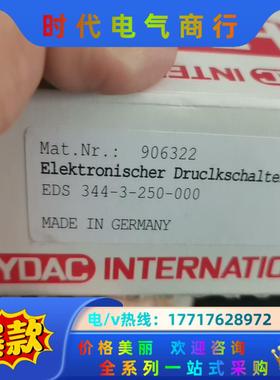 时代电气商行
Mat.Nr.: 906322
Elektronischer Druclkschalte
EDS 344-3-250-000
MADE IN GERMANY
YDAC INTERNATIO
爆款
电/v热线: 17717628972
价格美丽 欢迎咨询
全系列一站式采购